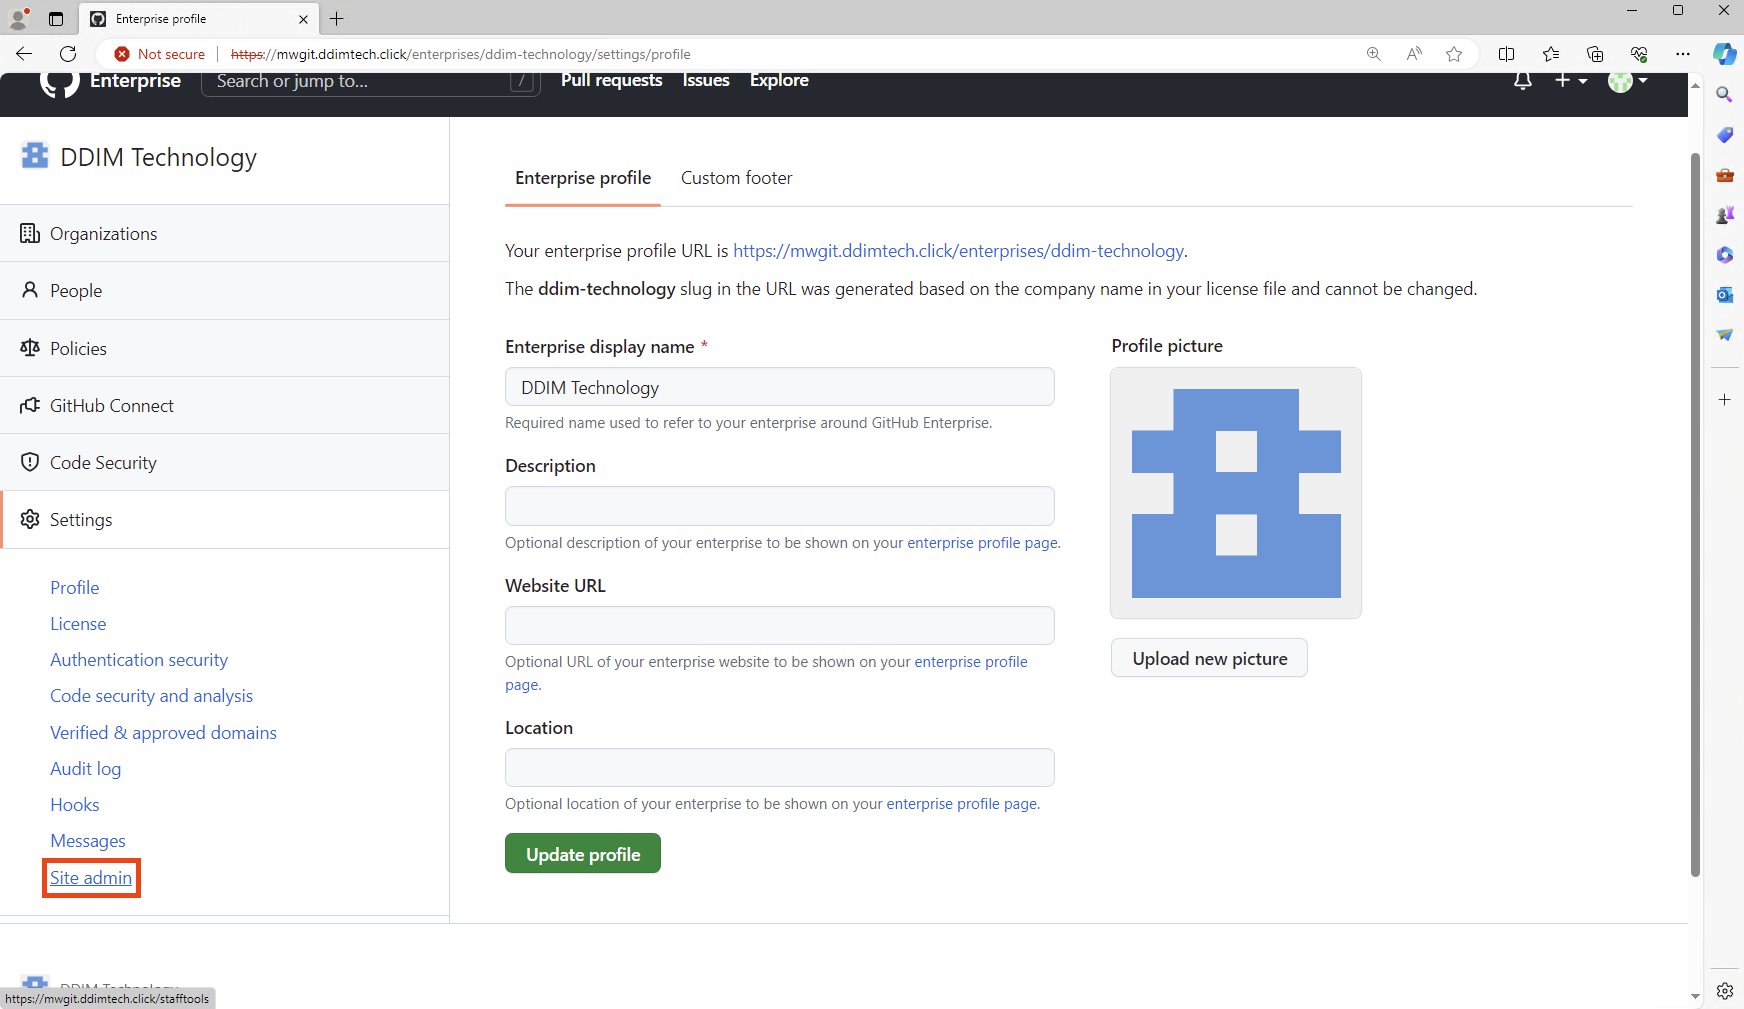 Enterprise profile
Not secure
https://mwgit.ddimtech.click/enterprises/ddim-technology/settings/profile
Enterprise
Search or jump to...
/
Pull requests
Issues
Explore
DDIM Technology
Organizations
People
Policies
GitHub Connect
Code Security
Settings
Profile
License
Authentication security
Code security and analysis
Verified & approved domains
Audit log
Hooks
Messages
Site admin
Enterprise profile
Custom footer
Your enterprise profile URL is https://mwgit.ddimtech.click/enterprises/ddim-technology.
The ddim-technology slug in the URL was generated based on the company name in your license file and cannot be changed.
Enterprise display name *
DDIM Technology
Required name used to refer to your enterprise around GitHub Enterprise.
Description
Optional description of your enterprise to be shown on your enterprise profile page.
Website URL
Optional URL of your enterprise website to be shown on your enterprise profile
page.
Location
Optional location of your enterprise to be shown on your enterprise profile page.
Update profile
Profile picture
Upload new picture
DDIM Technology
https://mwgit.ddimtech.click/stafftools